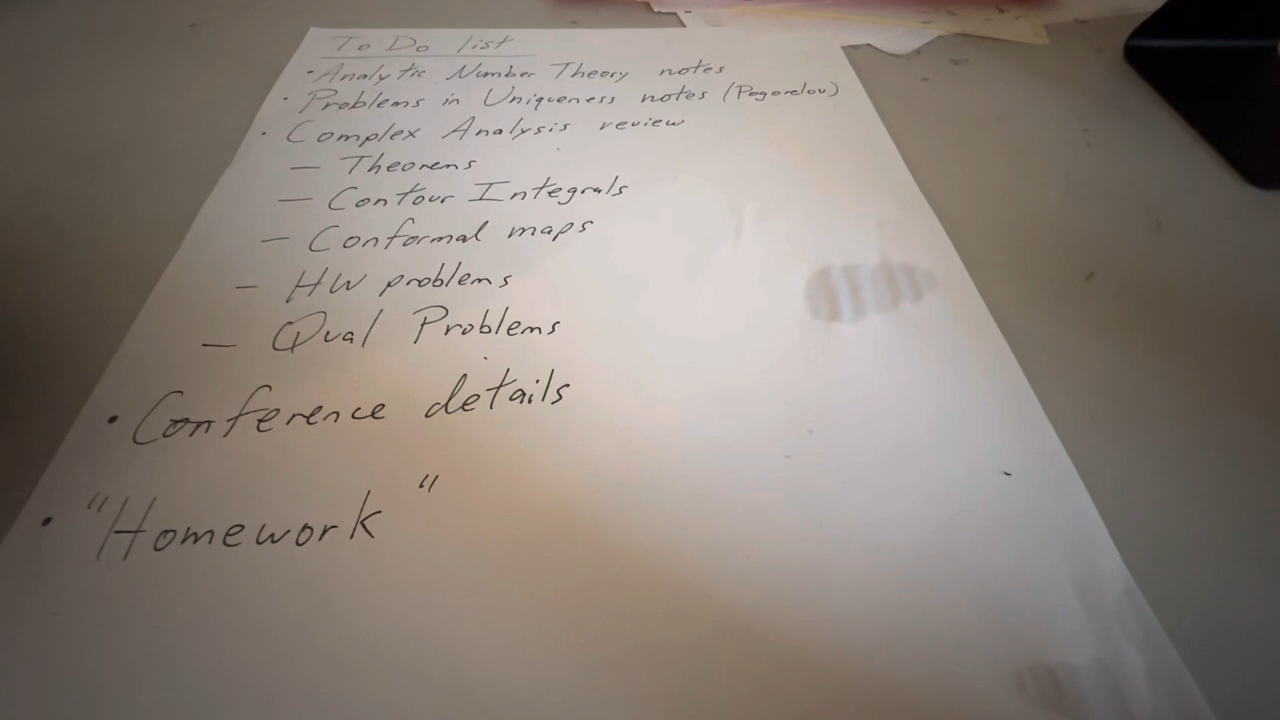 To Do list
• Analytic Number Theory notes
• Problems in Uniqueness notes (Pogorelov)
• Complex Analysis review
— Theorems
— Contour Integrals
— Conformal maps
— HW problems
— Qual Problems
• Conference details
• "Homework"